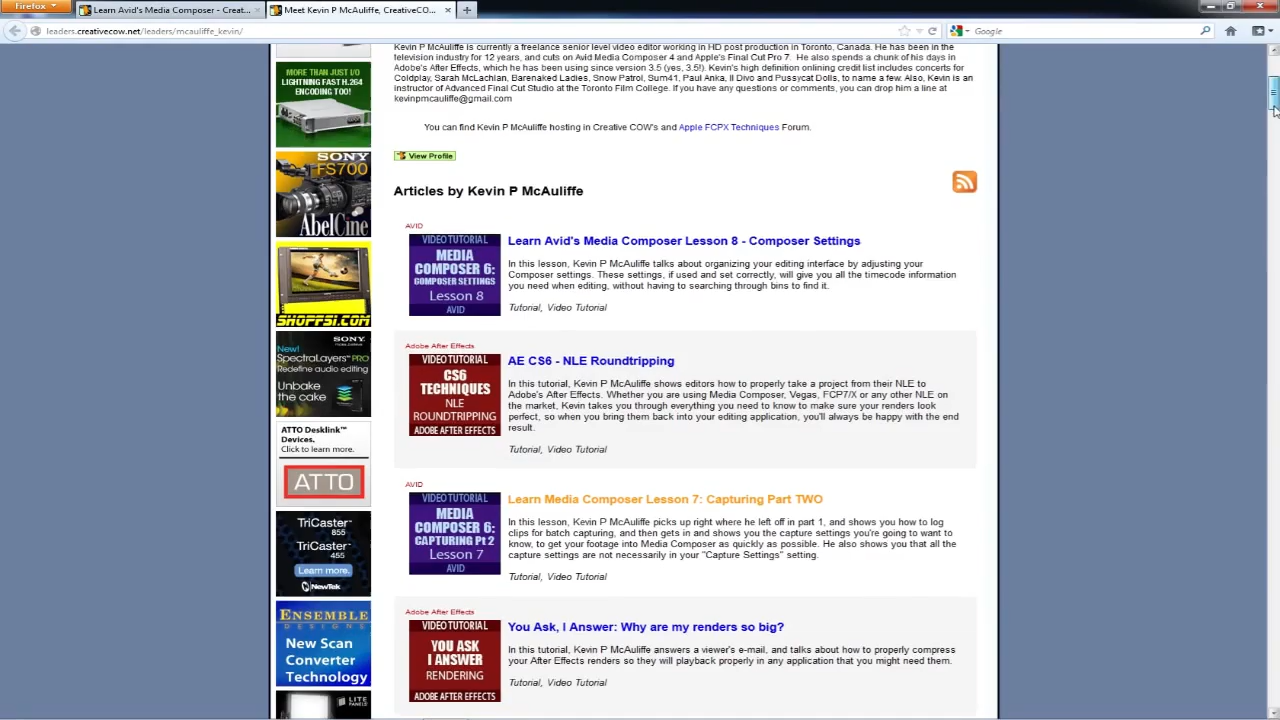 Firefox
Learn Avid's Media Composer - Creat...
Meet Kevin P McAuliffe, CreativeCO...
leaders.creativecow.net/leaders/mcauliffe_kevin/
Google
Kevin P McAuliffe is currently a freelance senior level video editor working in HD post production in Toronto, Canada. He has been in the
television industry for 12 years, and cuts on Avid Media Composer 4 and Apple's Final Cut Pro 7. He also spends a chunk of his days in
Adobe's After Effects, which he has been using since version 3.5 (yes, 3.5!). Kevin's high definition onlining credit list includes concerts for
Coldplay, Sarah McLachlan, Barenaked Ladies, Snow Patrol, Sum41, Paul Anka, Il Divo and Pussycat Dolls, to name a few. Also, Kevin is an
instructor of Advanced Final Cut Studio at the Toronto Film College. If you have any questions or comments, you can drop him a line at
kevinpmcauliffe@gmail.com
You can find Kevin P McAuliffe hosting in Creative COW's and Apple FCPX Techniques Forum.
View Profile
Articles by Kevin P McAuliffe
AVID
VIDEO TUTORIAL
MEDIA
COMPOSER 6:
COMPOSER SETTINGS
Lesson 8
AVID
Learn Avid's Media Composer Lesson 8 - Composer Settings
In this lesson, Kevin P McAuliffe talks about organizing your editing interface by adjusting your
Composer settings. These settings, if used and set correctly, will give you all the timecode information
you need when editing, without having to searching through bins to find it.
Tutorial, Video Tutorial
Adobe After Effects
VIDEO TUTORIAL
CS6
TECHNIQUES
NLE
ROUNDTRIPPING
ADOBE AFTER EFFECTS
AE CS6 - NLE Roundtripping
In this tutorial, Kevin P McAuliffe shows editors how to properly take a project from their NLE to
Adobe's After Effects. Whether you are using Media Composer, Vegas, FCP7/X or any other NLE on
the market, Kevin takes you through everything you need to know to make sure your renders look
perfect, so when you bring them back into your editing application, you'll always be happy with the end
result.
Tutorial, Video Tutorial
AVID
VIDEO TUTORIAL
MEDIA
COMPOSER 6:
CAPTURING Pt 2
Lesson 7
AVID
Learn Media Composer Lesson 7: Capturing Part TWO
In this lesson, Kevin P McAuliffe picks up right where he left off in part 1, and shows you how to log
clips for batch capturing, and then gets in and shows you the capture settings you're going to want to
know, to get your footage into Media Composer as quickly as possible. He also shows you that all the
capture settings are not necessarily in your "Capture Settings" setting.
Tutorial, Video Tutorial
Adobe After Effects
VIDEO TUTORIAL
YOU ASK
I ANSWER
RENDERING
ADOBE AFTER EFFECTS
You Ask, I Answer: Why are my renders so big?
In this tutorial, Kevin P McAuliffe answers a viewer's e-mail, and talks about how to properly compress
your After Effects renders so they will playback properly in any application that you might need them.
Tutorial, Video Tutorial
MORE THAN JUST I/O
LIGHTNING FAST H.264
ENCODING TOO
SONY
FS700
AbelCine
SHOPFSI.COM
SONY
New!
SpectraLayers PRO
Redefine audio editing
Unbake
the cake
ATTO Desklink™
Devices.
Click to learn more.
ATTO
TriCaster
855
TriCaster
455
Learn more.
NewTek
ENSEMBLE
DESIGNS
New Scan
Converter
Technology
LITE
PANELS